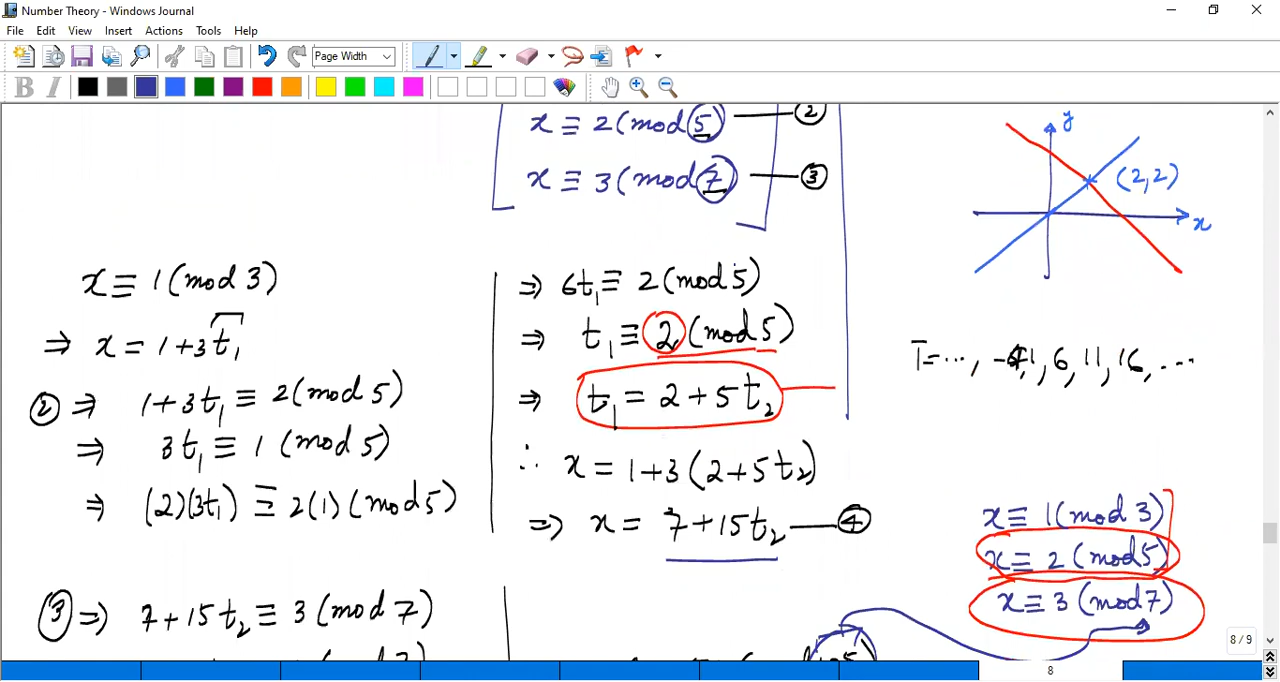 Number Theory - Windows Journal
File Edit View Insert Actions Tools Help
Page Width
B I
x ≡ 2 (mod 5) — ②
x ≡ 3 (mod 7) — ③
x ≡ 1 (mod 3)
⇒ x = 1 + 3t₁
② ⇒ 1 + 3t₁ ≡ 2 (mod 5)
⇒ 3t₁ ≡ 1 (mod 5)
⇒ (2)(3t₁) ≡ 2(1) (mod 5)
⇒ 6t₁ ≡ 2 (mod 5)
⇒ t₁ ≡ 2 (mod 5)
⇒ t₁ = 2 + 5t₂
∴ x = 1 + 3(2 + 5t₂)
⇒ x = 7 + 15t₂ — ④
③ ⇒ 7 + 15t₂ ≡ 3 (mod 7)
y
(2,2)
x
1, 6, 11, 16, ...
x ≡ 1 (mod 3)
x ≡ 2 (mod 5)
x ≡ 3 (mod 7)
8 / 9
8